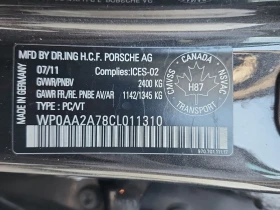 MFD BY DR.ING H.C.F. PORSCHE AG
07/11 Complies:ICES-02
GVWR/PNBV 2400 KG
GAWR FR./RE. PNBE AV/AR 1142/1345 KG
TYPE : PC/VT
WP0AA2A78CL011310
MADE IN GERMANY
CANADA
CMVSS
NSVAC
H87
TRANSPORT